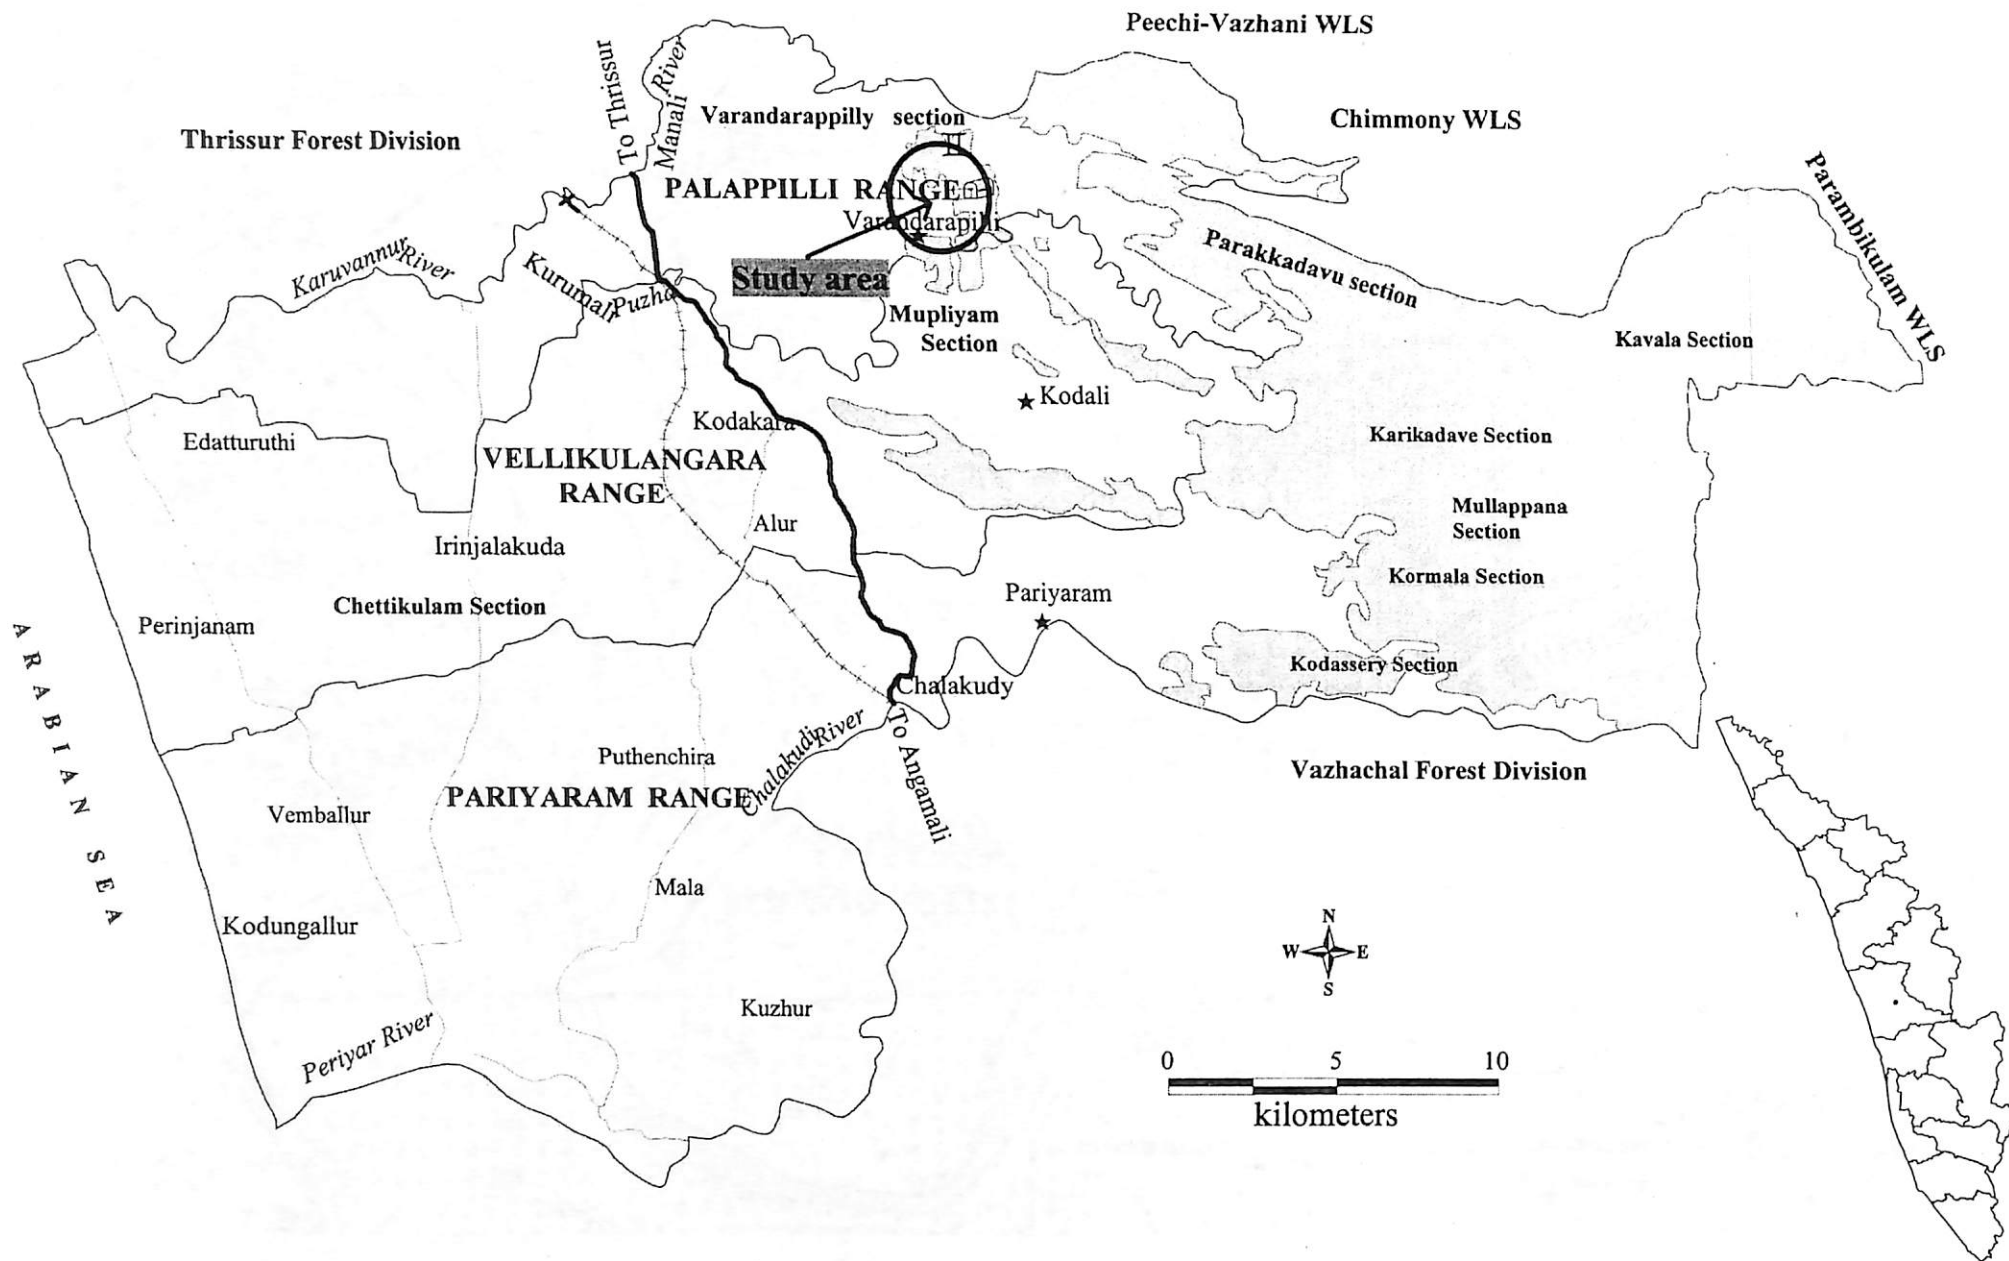 Peechi-Vazhani WLS
Thrissur Forest Division
To Thrissur
Manali River
Varandarappilly section
II
Chimmony WLS
Parambikulam WLS
PALAPPILLI RANGE
Varandarapilli
Karuvannur River
Kurumali Puzha
Study area
Parakkadavu section
Mupliyam
Section
Kavala Section
Kodali
Edatturuthi
Kodakara
VELLIKULANGARA
RANGE
Karikadave Section
Irinjalakuda
Alur
Mullappana
Section
Kormala Section
Chettikulam Section
Perinjanam
Pariyaram
Kodassery Section
ARABIAN SEA
Chalakudy
Chalakudi River
To Angamali
Puthenchira
PARIYARAM RANGE
Vazhachal Forest Division
Vemballur
Mala
Kodungallur
N
W E
S
Kuzhur
Periyar River
0 5 10
kilometers